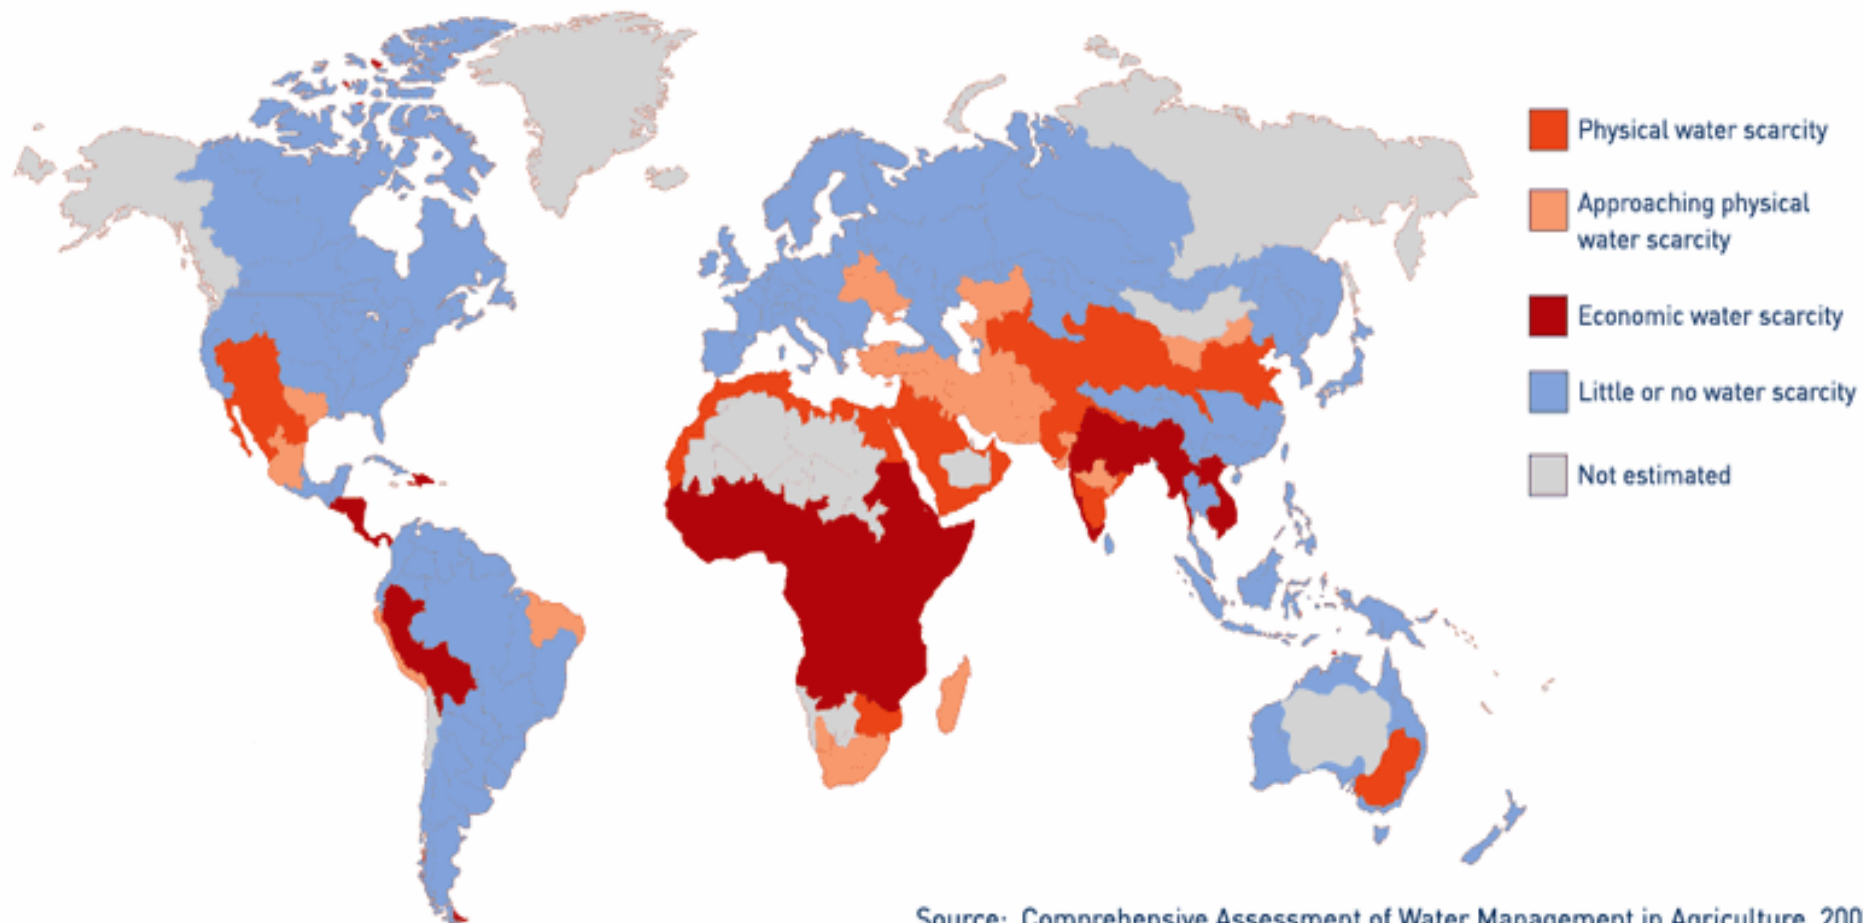 Physical water scarcity
Approaching physical
water scarcity
Economic water scarcity
Little or no water scarcity
Not estimated
Source: Comprehensive Assessment of Water Management in Agriculture, 200